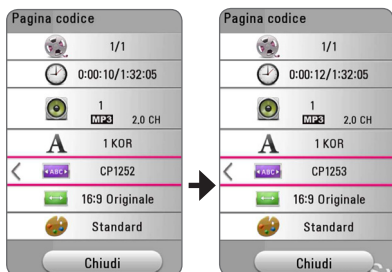 Pagina codice
1/1
0:00:10/1:32:05
1
MP3 2.0 CH
A 1 KOR
ABC CP1252
16:9 Originale
Standard
Chiudi
Pagina codice
1/1
0:00:12/1:32:05
1
MP3 2.0 CH
A 1 KOR
ABC CP1253
16:9 Originale
Standard
Chiudi